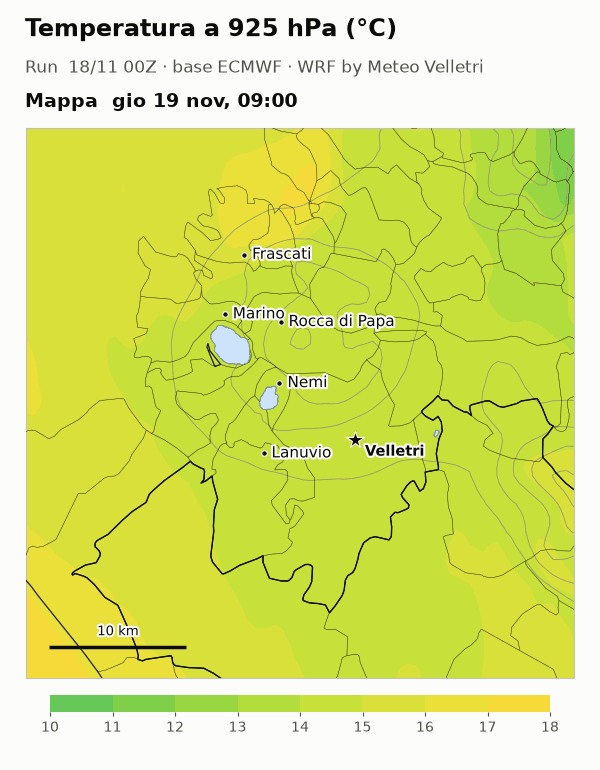 Temperatura a 925 hPa (°C)
Run  18/11 00Z · base ECMWF · WRF by Meteo Velletri
Mappa  gio 19 nov, 09:00
Frascati
Marino
Rocca di Papa
Nemi
Velletri
Lanuvio
10 km
10 11 12 13 14 15 16 17 18